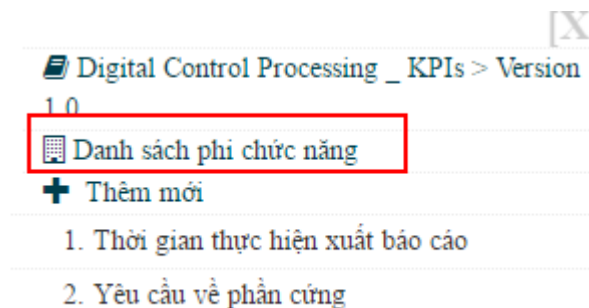 [X
Digital Control Processing _ KPIs > Version
1.0
Danh sách phi chức năng
Thêm mới
1. Thời gian thực hiện xuất báo cáo
2. Yêu cầu về phần cứng